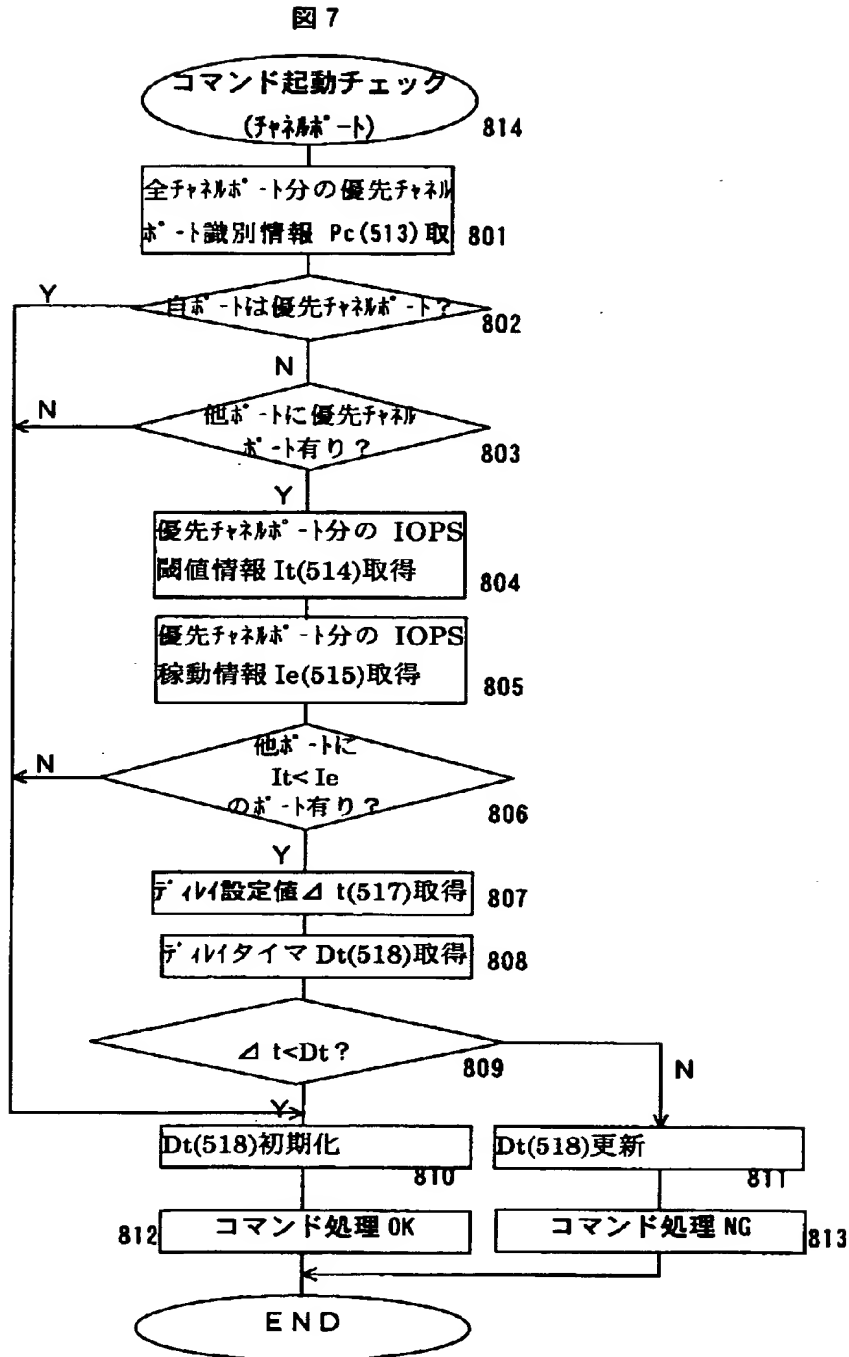 図 7
コマンド起動チェック
(ﾁｬﾈﾙﾎﾟｰﾄ)
814
全ﾁｬﾈﾙﾎﾟｰﾄ分の優先ﾁｬﾈﾙ
ﾎﾟｰﾄ識別情報 Pc(513)取
801
Y
自ﾎﾟｰﾄは優先ﾁｬﾈﾙﾎﾟｰﾄ?
802
N
N
他ﾎﾟｰﾄに優先ﾁｬﾈﾙ
ﾎﾟｰﾄ有り?
803
Y
優先ﾁｬﾈﾙﾎﾟｰﾄ分の IOPS
閾値情報 It(514)取得
804
優先ﾁｬﾈﾙﾎﾟｰﾄ分の IOPS
稼動情報 Ie(515)取得
805
N
他ﾎﾟｰﾄに
It< Ie
のﾎﾟｰﾄ有り?
806
Y
ﾃﾞｨﾚｲ設定値⊿ t(517)取得
807
ﾃﾞｨﾚｲタイマ Dt(518)取得
808
⊿ t<Dt?
809
N
Y
Dt(518)初期化
810
Dt(518)更新
811
812
コマンド処理 OK
コマンド処理 NG
813
END